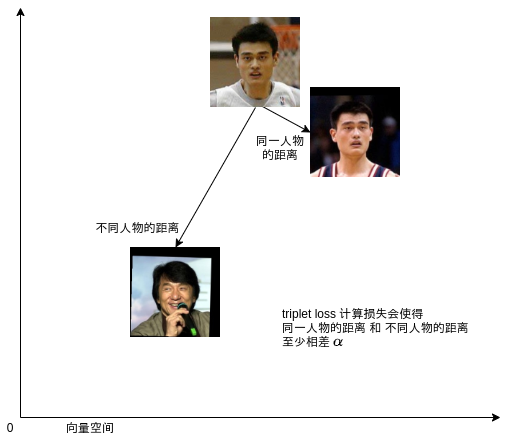 同一人物
的距离
不同人物的距离
triplet loss 计算损失会使得
同一人物的距离 和 不同人物的距离
至少相差 α
0
向量空间